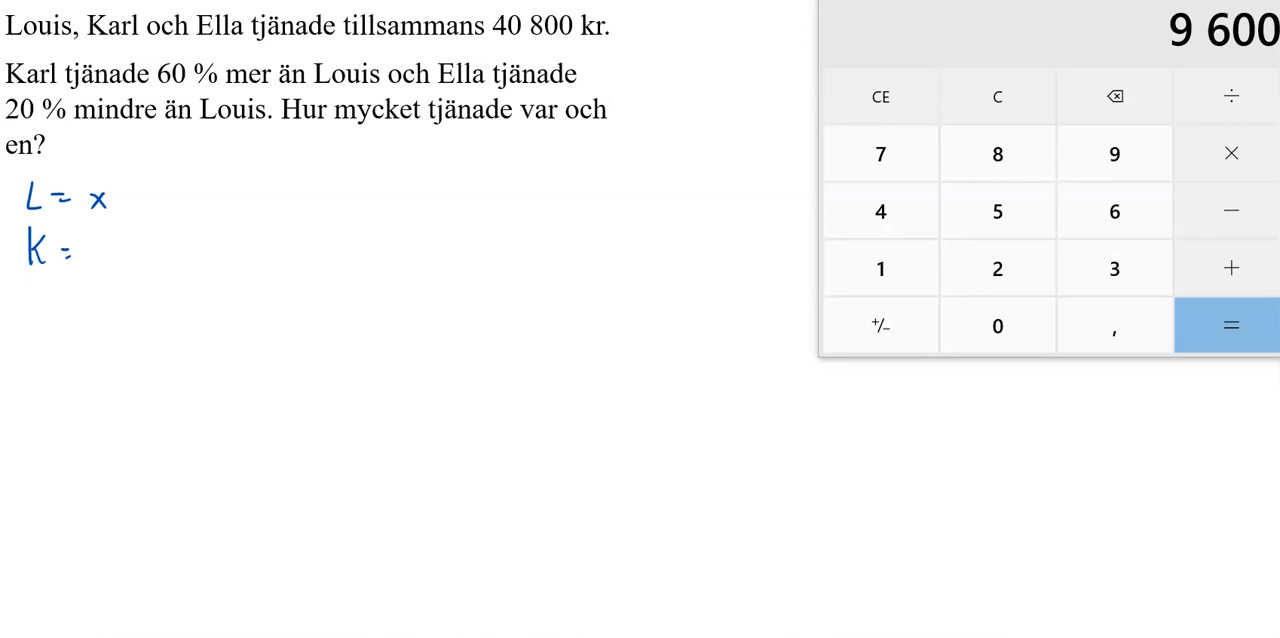 Louis, Karl och Ella tjänade tillsammans 40 800 kr.
Karl tjänade 60 % mer än Louis och Ella tjänade
20 % mindre än Louis. Hur mycket tjänade var och
en?
L = x
K =
9 600
CE C ⌫ ÷
7 8 9 ×
4 5 6 −
1 2 3 +
+/− 0 , =